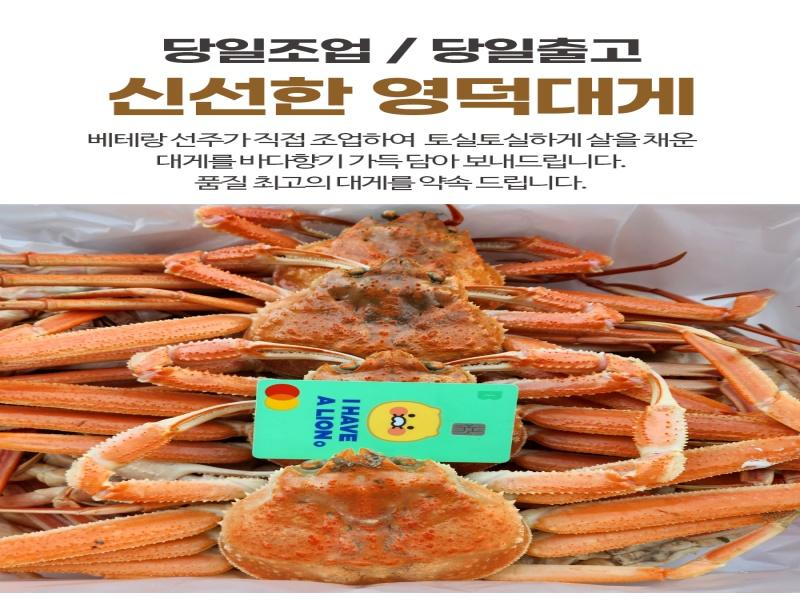 당일조업 / 당일출고
신선한 영덕대게
베테랑 선주가 직접 조업하여 토실토실하게 살을 채운
대게를 바다향기 가득 담아 보내드립니다.
품질 최고의 대게를 약속 드립니다.
I HAVE
A LION。